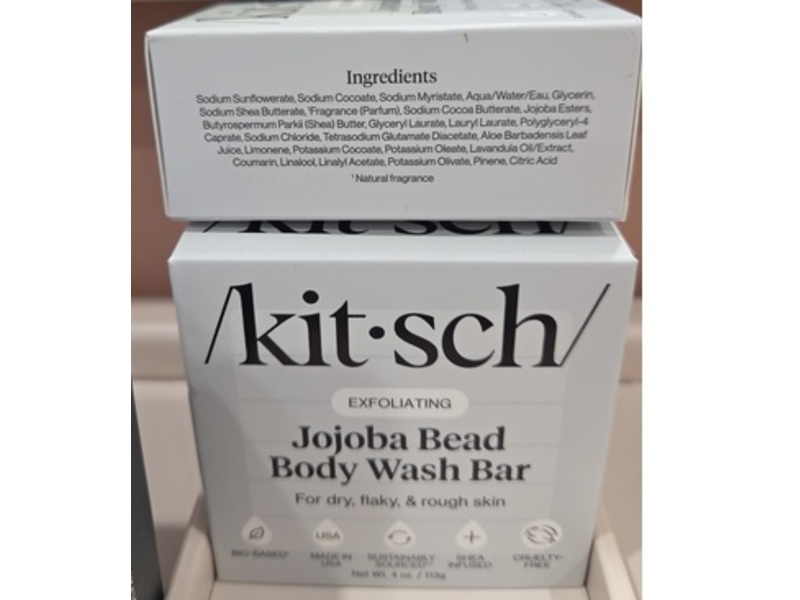 Ingredients
Sodium Sunflowerate, Sodium Cocoate, Sodium Myristate, Aqua/Water/Eau, Glycerin,
Sodium Shea Butterate, ¹Fragrance (Parfum), Sodium Cocoa Butterate, Jojoba Esters,
Butyrospermum Parkii (Shea) Butter, Glyceryl Laurate, Lauryl Laurate, Polyglyceryl-4
Caprate, Sodium Chloride, Tetrasodium Glutamate Diacetate, Aloe Barbadensis Leaf
Juice, Limonene, Potassium Cocoate, Potassium Oleate, Lavandula Oil/Extract,
Coumarin, Linalool, Linalyl Acetate, Potassium Olivate, Pinene, Citric Acid
¹ Natural fragrance
/kit·sch/
EXFOLIATING
Jojoba Bead
Body Wash Bar
For dry, flaky, & rough skin
USA
BIO-BASED* MADE IN SUSTAINABLY SHEA CRUELTY-
USA SOURCED** INFUSED FREE
Net Wt. 4 oz. / 113g